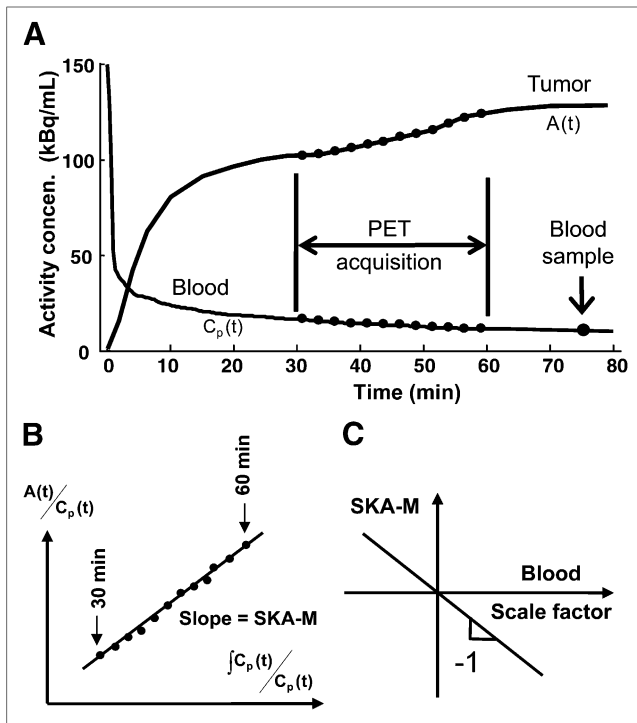 A
Activity concen. (kBq/mL)
150
100
50
0
Tumor
A(t)
PET
acquisition
Blood
sample
Blood
Cp(t)
0 10 20 30 40 50 60 70 80
Time (min)
B
A(t)/Cp(t)
30 min
60 min
Slope = SKA-M
∫Cp(t)/Cp(t)
C
SKA-M
Blood
Scale factor
-1